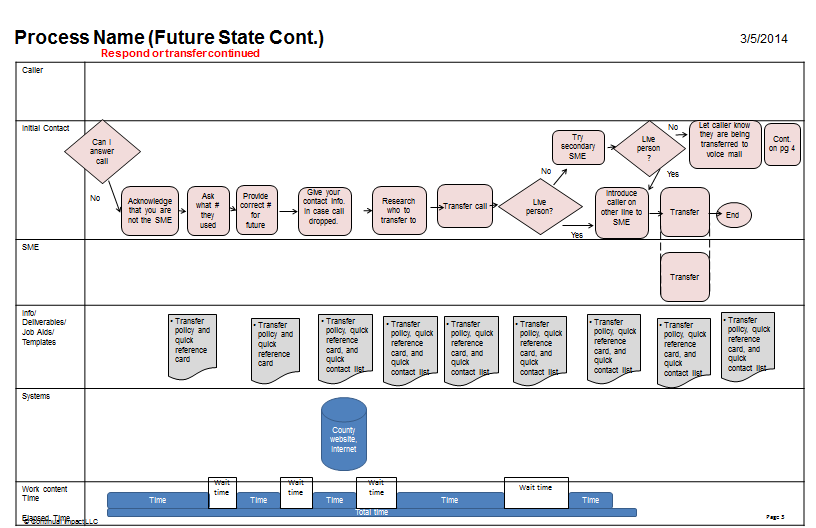 Process Name (Future State Cont.)
3/5/2014
Respond or transfer continued
Caller
Initial Contact
Can I
answer
call
No
Acknowledge
that you are
not the SME
Ask
what #
they
used
Provide
correct #
for
future
Give your
contact info.
in case call
dropped.
Research
who to
transfer to
Transfer call
Live
person?
No
Yes
Try
secondary
SME
Live
person
?
No
Yes
Let caller know
they are being
transferred to
voice mail
Cont.
on pg 4
Introduce
caller on
other line to
SME
Transfer
End
SME
Transfer
Info/
Deliverables/
Job Aids/
Templates
• Transfer
policy and
quick
reference
card
• Transfer
policy and
quick
reference
card
• Transfer
policy, quick
reference
card, and
quick
contact list
• Transfer
policy, quick
reference
card, and
quick
contact list
• Transfer
policy, quick
reference
card, and
quick
contact list
• Transfer
policy, quick
reference
card, and
quick
contact list
• Transfer
policy, quick
reference
card, and
quick
contact list
• Transfer
policy, quick
reference
card, and
quick
contact list
• Transfer
policy, quick
reference
card, and
quick
contact list
Systems
County
website,
Internet
Work content
Time
Time
Wait
time
Time
Wait
time
Time
Wait
time
Time
Wait time
Time
Elapsed Time
Total time
© Continual Impact LLC
Page 3